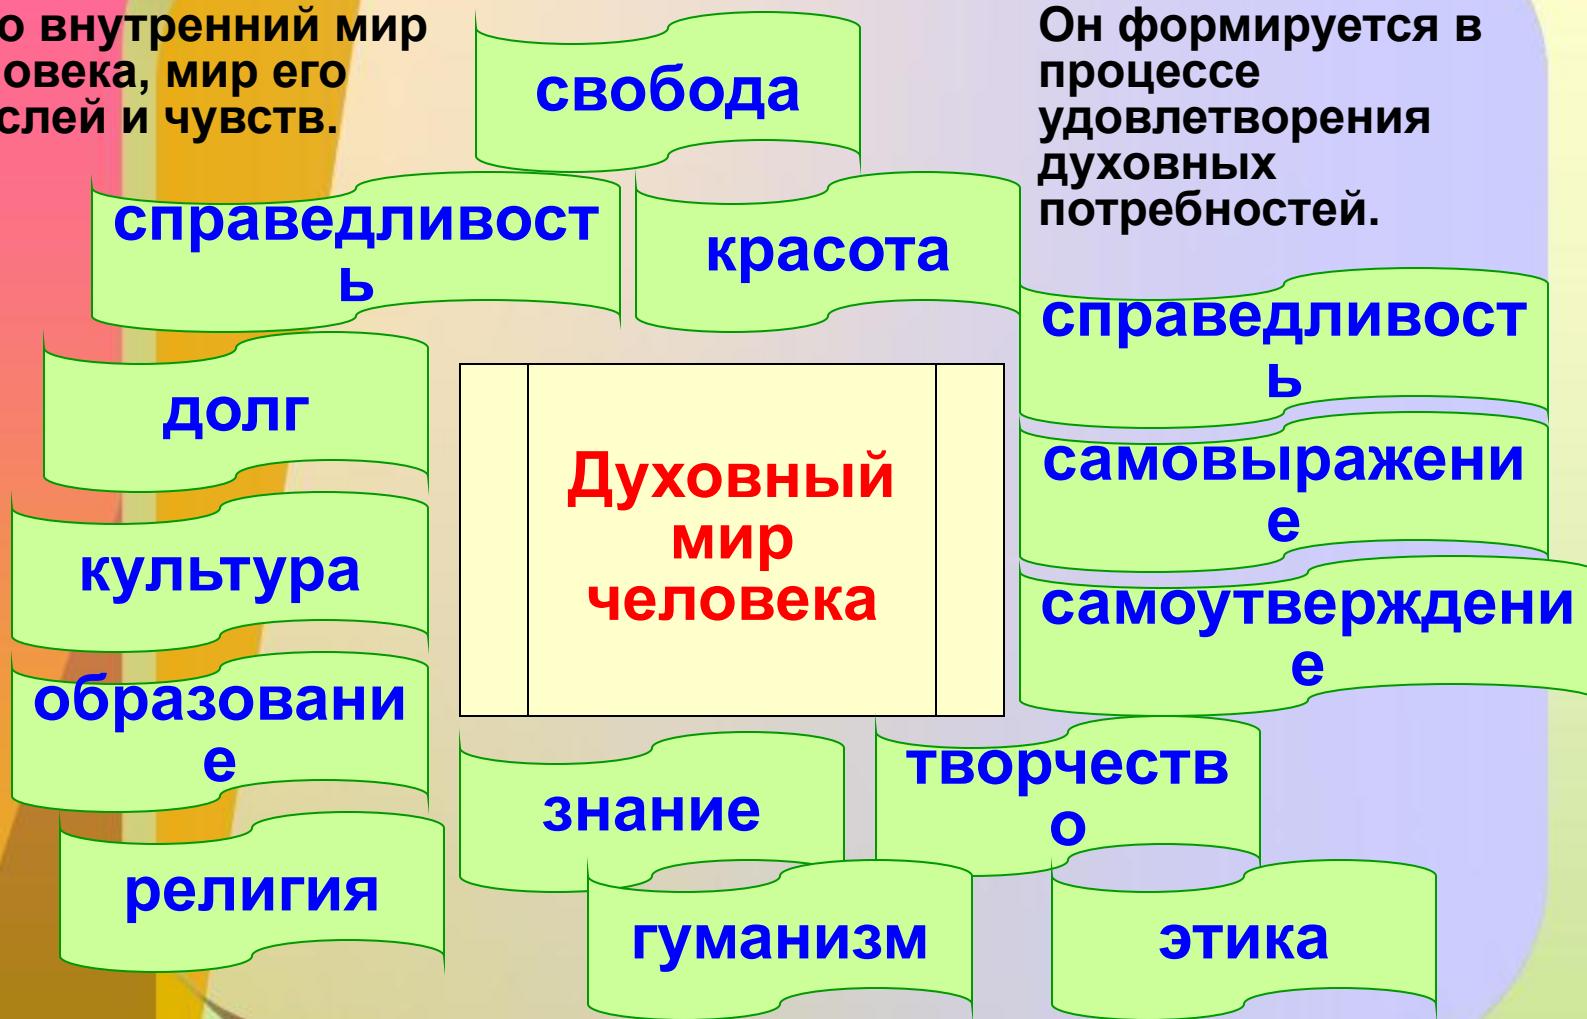 о внутренний мир
овека, мир его
слей и чувств.
свобода
Он формируется в
процессе
удовлетворения
духовных
потребностей.
справедливост
ь
красота
справедливост
ь
долг
самовыражени
е
Духовный
мир
человека
культура
самоутверждени
е
образовани
е
знание
творчеств
о
религия
гуманизм
этика